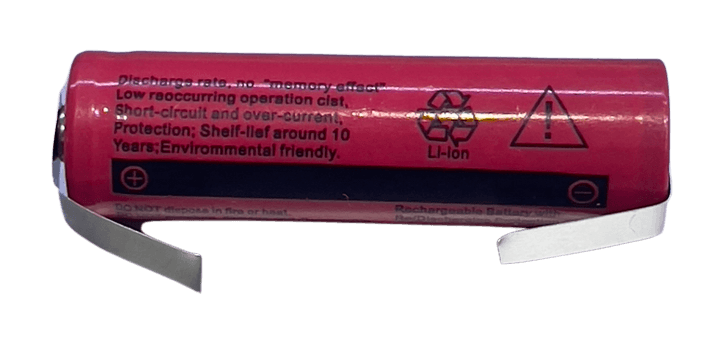 Discharge rate, no "memory effect"
Low reoccurring operation cist,
Short-circuit and over-current,
Protection; Shelf-lief around 10
Years;Envirommental friendly.
Li-ion
DO NOT dispose in fire or heat.
Rechargeable Battery with